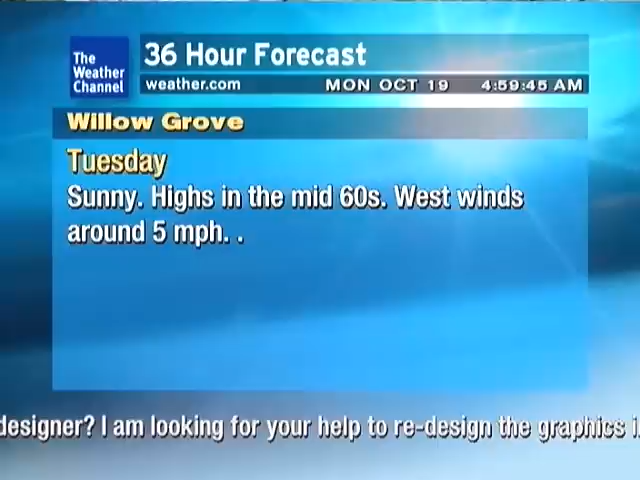 The
Weather
Channel
36 Hour Forecast
weather.com MON OCT 19 4:59:45 AM
Willow Grove
Tuesday
Sunny. Highs in the mid 60s. West winds
around 5 mph. .
designer? I am looking for your help to re-design the graphics i